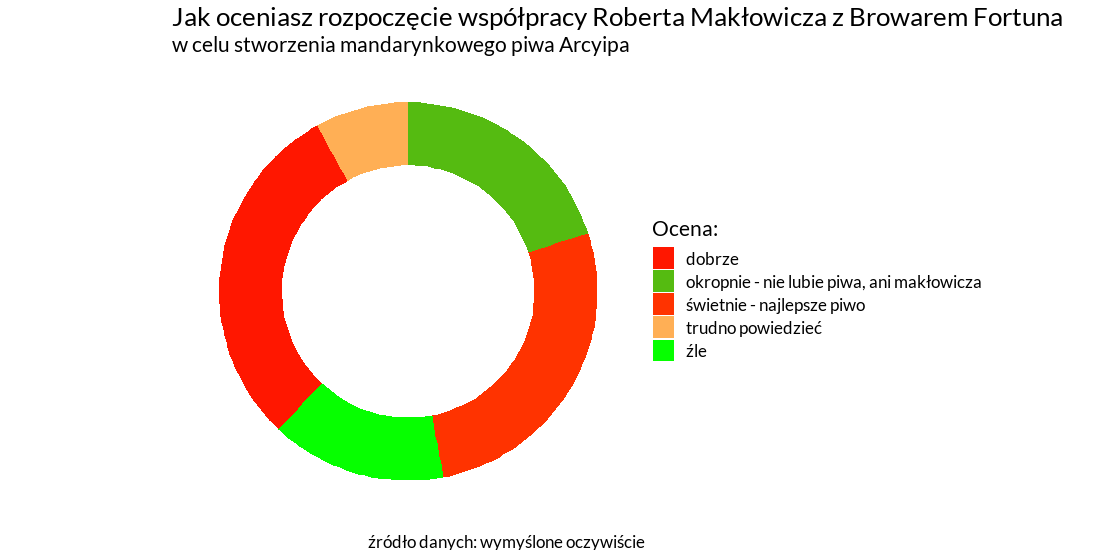 Jak oceniasz rozpoczęcie współpracy Roberta Makłowicza z Browarem Fortuna
w celu stworzenia mandarynkowego piwa Arcyipa
Ocena:
dobrze
okropnie - nie lubie piwa, ani makłowicza
świetnie - najlepsze piwo
trudno powiedzieć
źle
źródło danych: wymyślone oczywiście